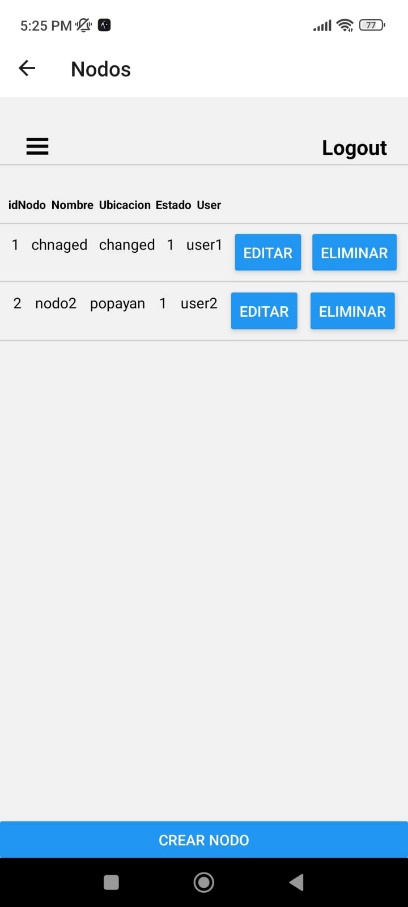 5:25 PM 77
Nodos
Logout
idNodo Nombre Ubicacion Estado User
1 chnaged changed 1 user1 EDITAR ELIMINAR
2 nodo2 popayan 1 user2 EDITAR ELIMINAR
CREAR NODO